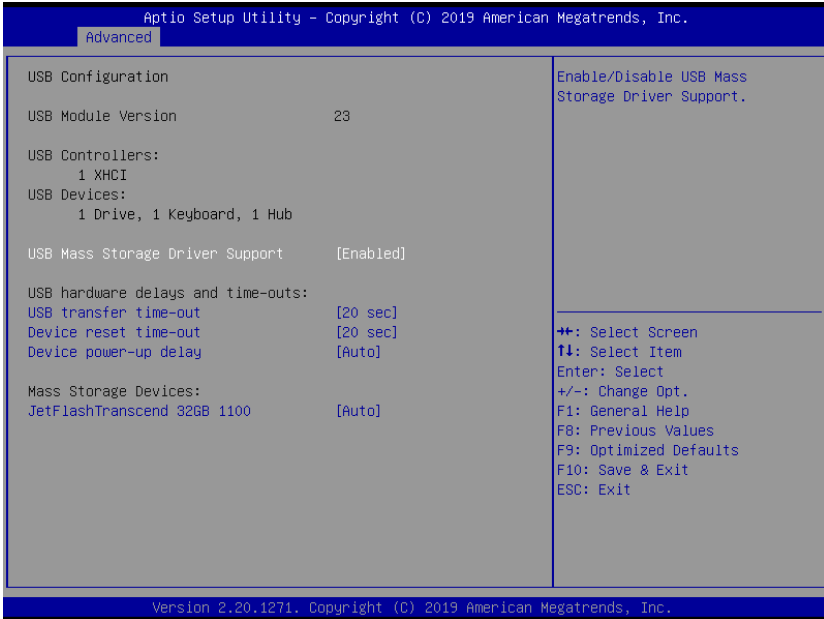 Aptio Setup Utility – Copyright (C) 2019 American Megatrends, Inc.
Advanced
USB Configuration
USB Module Version 23
USB Controllers:
1 XHCI
USB Devices:
1 Drive, 1 Keyboard, 1 Hub
USB Mass Storage Driver Support [Enabled]
USB hardware delays and time-outs:
USB transfer time-out [20 sec]
Device reset time-out [20 sec]
Device power-up delay [Auto]
Mass Storage Devices:
JetFlashTranscend 32GB 1100 [Auto]
Enable/Disable USB Mass
Storage Driver Support.
→←: Select Screen
↑↓: Select Item
Enter: Select
+/-: Change Opt.
F1: General Help
F8: Previous Values
F9: Optimized Defaults
F10: Save & Exit
ESC: Exit
Version 2.20.1271. Copyright (C) 2019 American Megatrends, Inc.